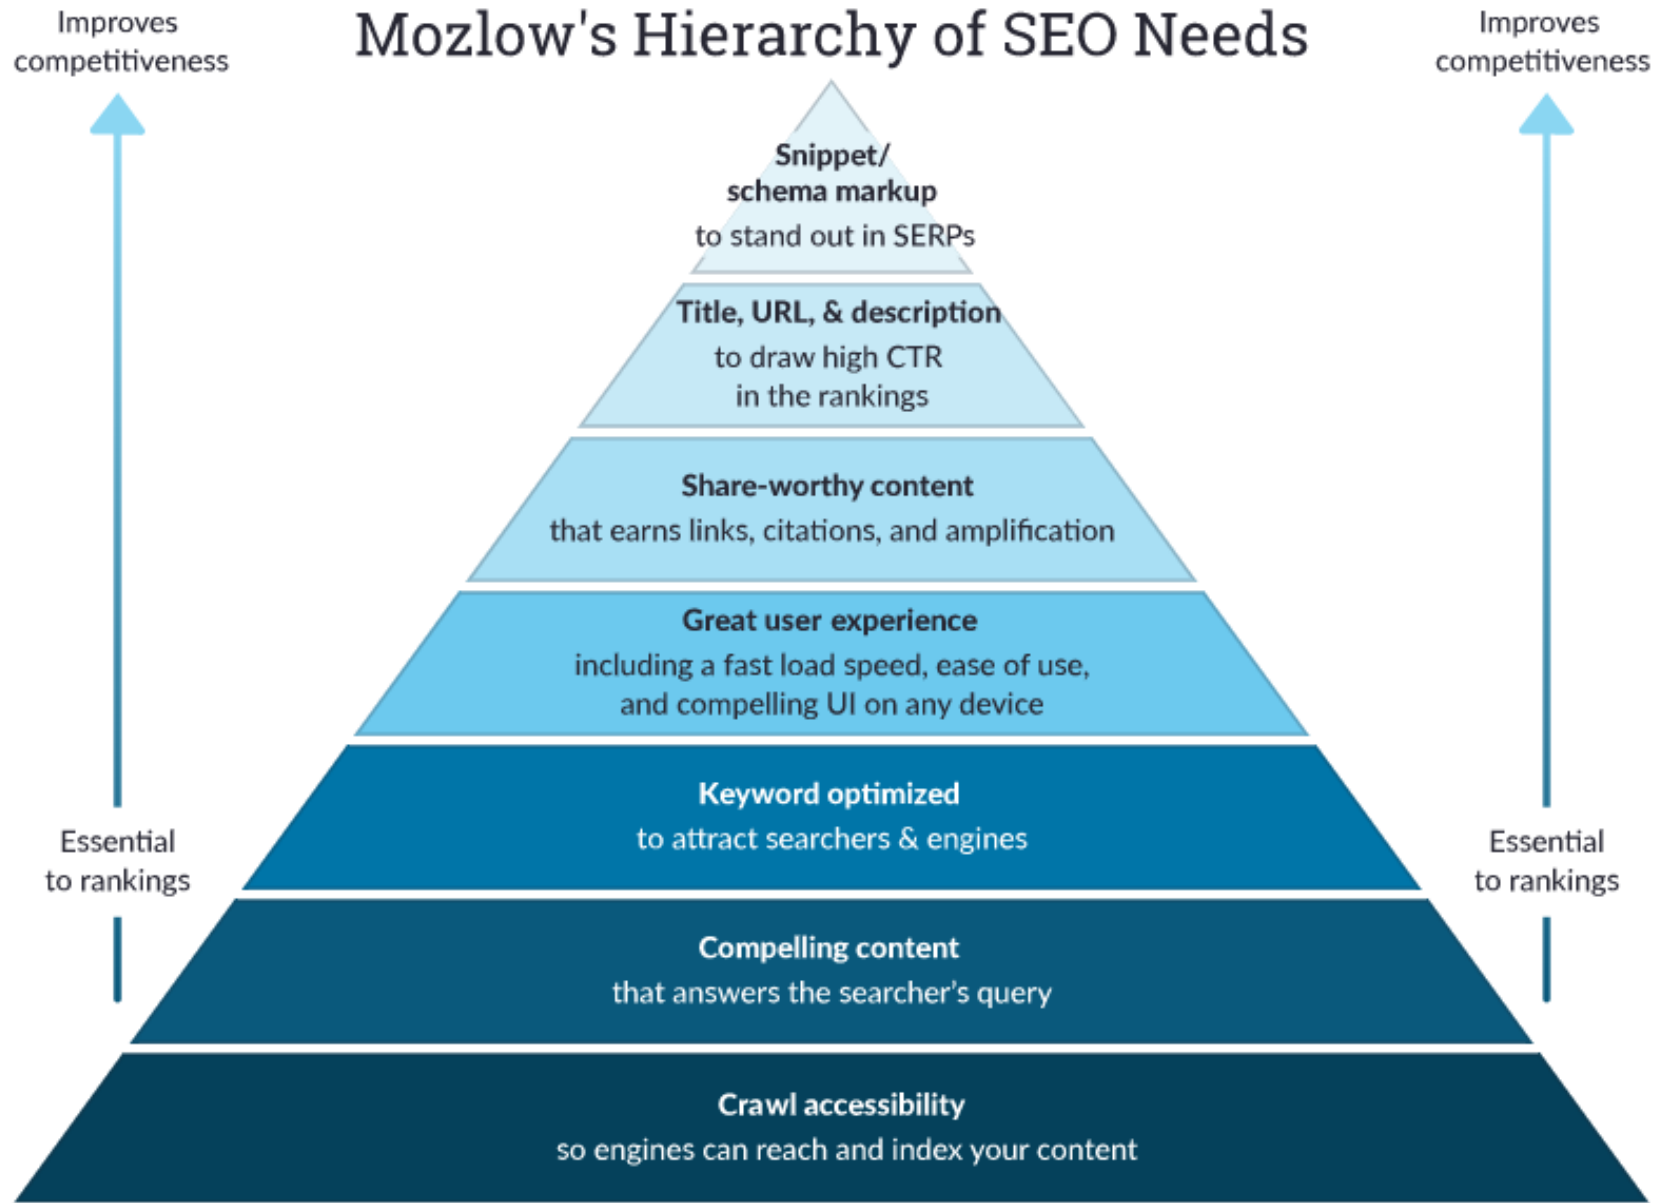 Mozlow's Hierarchy of SEO Needs
Improves
competitiveness
Improves
competitiveness
Snippet/
schema markup
to stand out in SERPs
Title, URL, & description
to draw high CTR
in the rankings
Share-worthy content
that earns links, citations, and amplification
Great user experience
including a fast load speed, ease of use,
and compelling UI on any device
Keyword optimized
to attract searchers & engines
Essential
to rankings
Essential
to rankings
Compelling content
that answers the searcher's query
Crawl accessibility
so engines can reach and index your content